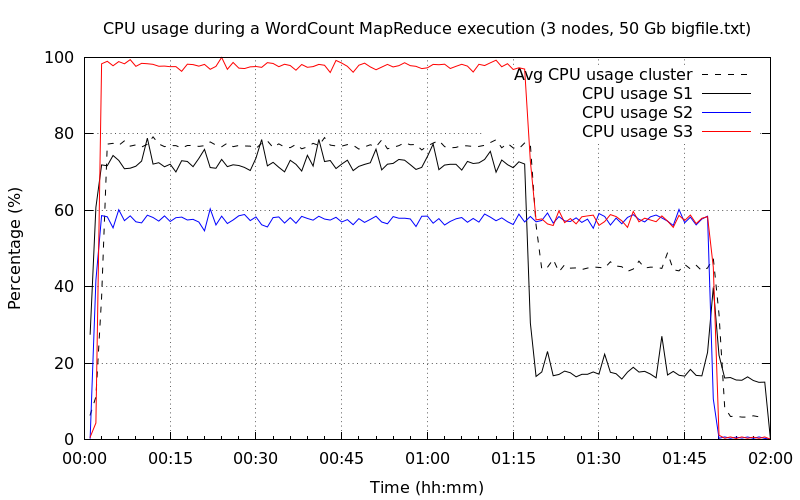 CPU usage during a WordCount MapReduce execution (3 nodes, 50 Gb bigfile.txt)
100
80
60
40
20
0
Percentage (%)
Avg CPU usage cluster
CPU usage S1
CPU usage S2
CPU usage S3
00:00 00:15 00:30 00:45 01:00 01:15 01:30 01:45 02:00
Time (hh:mm)